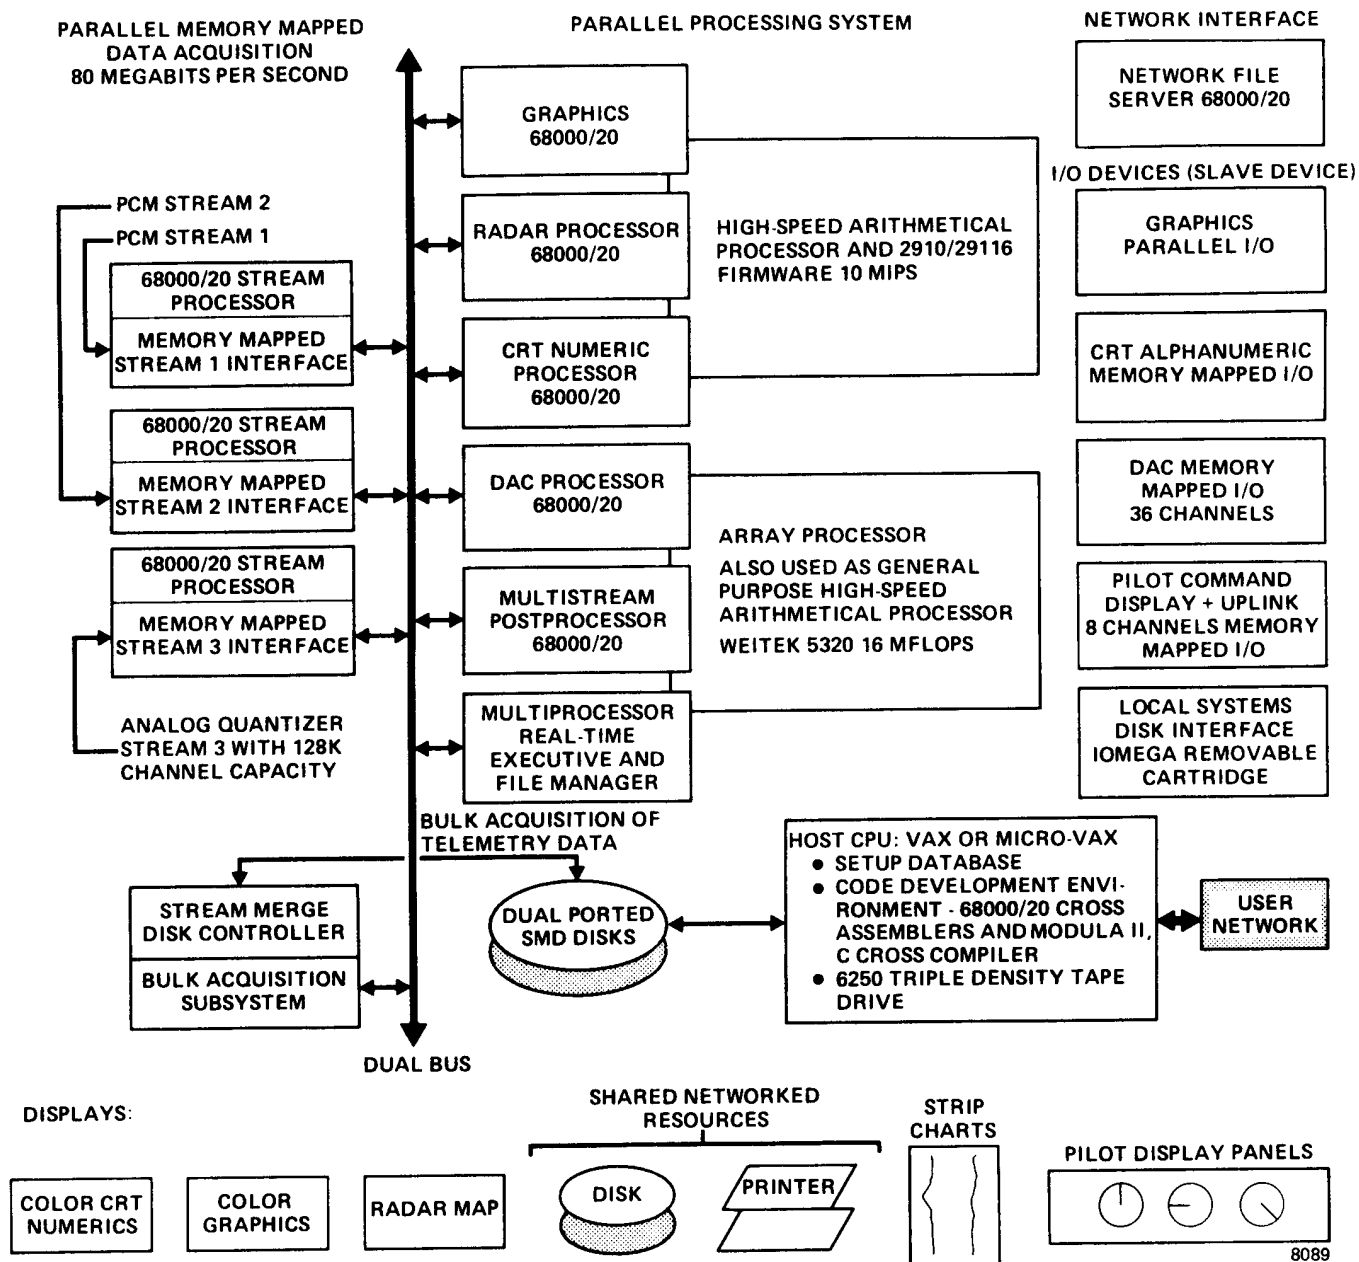 PARALLEL MEMORY MAPPED
DATA ACQUISITION
80 MEGABITS PER SECOND
PARALLEL PROCESSING SYSTEM
NETWORK INTERFACE
NETWORK FILE
SERVER 68000/20
GRAPHICS
68000/20
I/O DEVICES (SLAVE DEVICE)
PCM STREAM 2
PCM STREAM 1
68000/20 STREAM
PROCESSOR
MEMORY MAPPED
STREAM 1 INTERFACE
RADAR PROCESSOR
68000/20
HIGH-SPEED ARITHMETICAL
PROCESSOR AND 2910/29116
FIRMWARE 10 MIPS
GRAPHICS
PARALLEL I/O
CRT NUMERIC
PROCESSOR
68000/20
CRT ALPHANUMERIC
MEMORY MAPPED I/O
68000/20 STREAM
PROCESSOR
MEMORY MAPPED
STREAM 2 INTERFACE
DAC PROCESSOR
68000/20
DAC MEMORY
MAPPED I/O
36 CHANNELS
68000/20 STREAM
PROCESSOR
MEMORY MAPPED
STREAM 3 INTERFACE
MULTISTREAM
POSTPROCESSOR
68000/20
ARRAY PROCESSOR
ALSO USED AS GENERAL
PURPOSE HIGH-SPEED
ARITHMETICAL PROCESSOR
WEITEK 5320 16 MFLOPS
PILOT COMMAND
DISPLAY + UPLINK
8 CHANNELS MEMORY
MAPPED I/O
ANALOG QUANTIZER
STREAM 3 WITH 128K
CHANNEL CAPACITY
MULTIPROCESSOR
REAL-TIME
EXECUTIVE AND
FILE MANAGER
LOCAL SYSTEMS
DISK INTERFACE
IOMEGA REMOVABLE
CARTRIDGE
BULK ACQUISITION OF
TELEMETRY DATA
STREAM MERGE
DISK CONTROLLER
BULK ACQUISITION
SUBSYSTEM
DUAL PORTED
SMD DISKS
HOST CPU: VAX OR MICRO-VAX
● SETUP DATABASE
● CODE DEVELOPMENT ENVI-
RONMENT - 68000/20 CROSS
ASSEMBLERS AND MODULA II,
C CROSS COMPILER
● 6250 TRIPLE DENSITY TAPE
DRIVE
USER
NETWORK
DUAL BUS
DISPLAYS:
SHARED NETWORKED
RESOURCES
STRIP
CHARTS
PILOT DISPLAY PANELS
COLOR CRT
NUMERICS
COLOR
GRAPHICS
RADAR MAP
DISK
PRINTER
8089